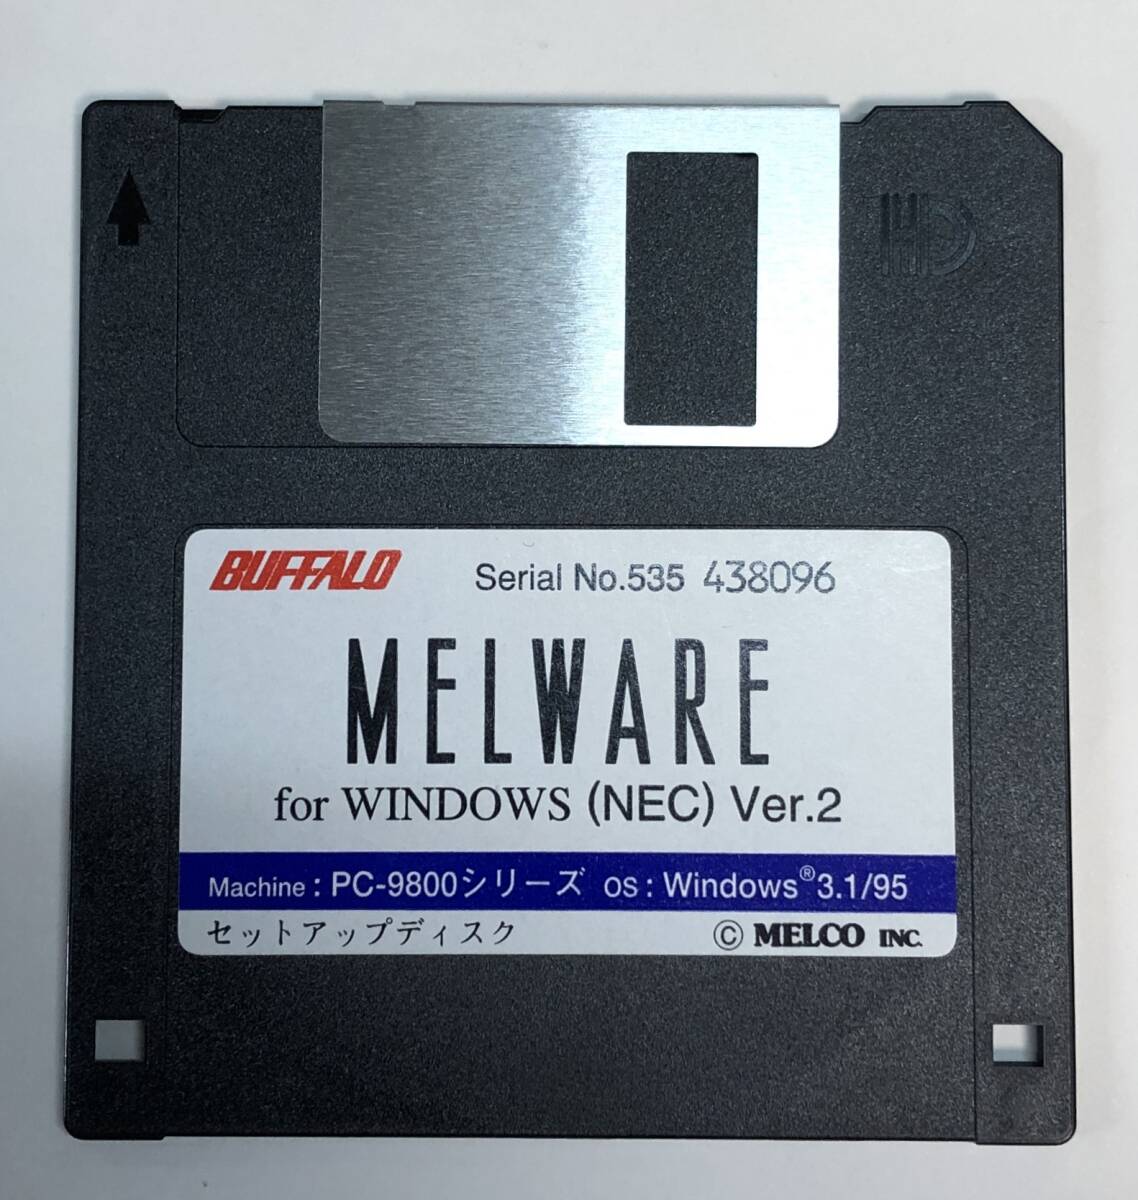 HD
BUFFALO Serial No.535 438096
MELWARE
for WINDOWS (NEC) Ver.2
Machine : PC-9800シリーズ OS : Windows® 3.1/95
セットアップディスク © MELCO INC.